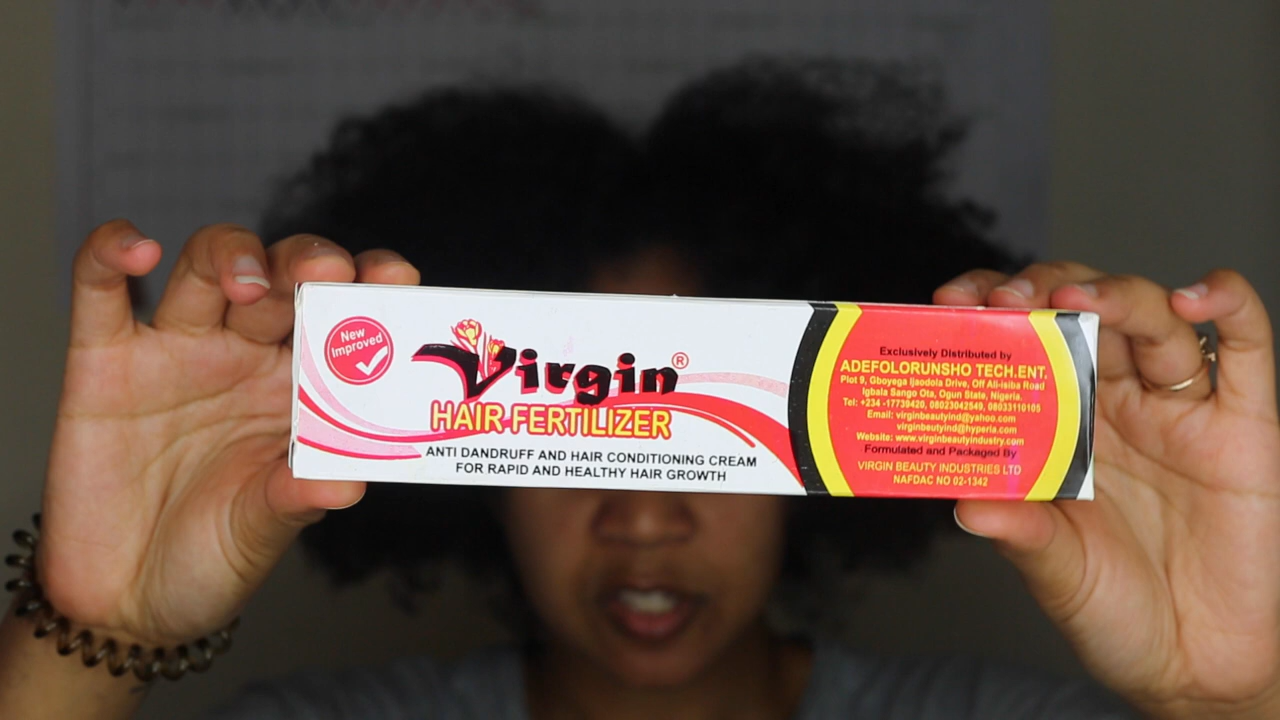 New
Improved
Virgin®
HAIR FERTILIZER
ANTI DANDRUFF AND HAIR CONDITIONING CREAM
FOR RAPID AND HEALTHY HAIR GROWTH
Exclusively Distributed by
ADEFOLORUNSHO TECH.ENT.
Plot 9, Gboyega Ijaodola Drive, Off Ali-isiba Road
Igbala Sango Ota, Ogun State, Nigeria.
Tel: +234 -17739420, 08023042549, 08033110105
Email: virginbeutyind@yahoo.com
virginbeutyind@hyperia.com
Website: www.virginbeautyindustry.com
Formulated and Packaged By
VIRGIN BEAUTY INDUSTRIES LTD
NAFDAC NO 02-1342